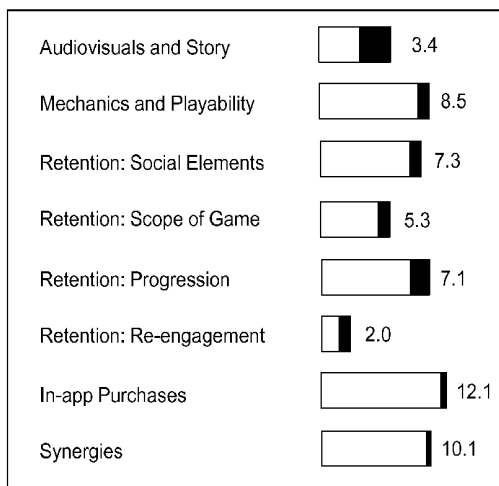 Audiovisuals and Story 3.4
Mechanics and Playability 8.5
Retention: Social Elements 7.3
Retention: Scope of Game 5.3
Retention: Progression 7.1
Retention: Re-engagement 2.0
In-app Purchases 12.1
Synergies 10.1